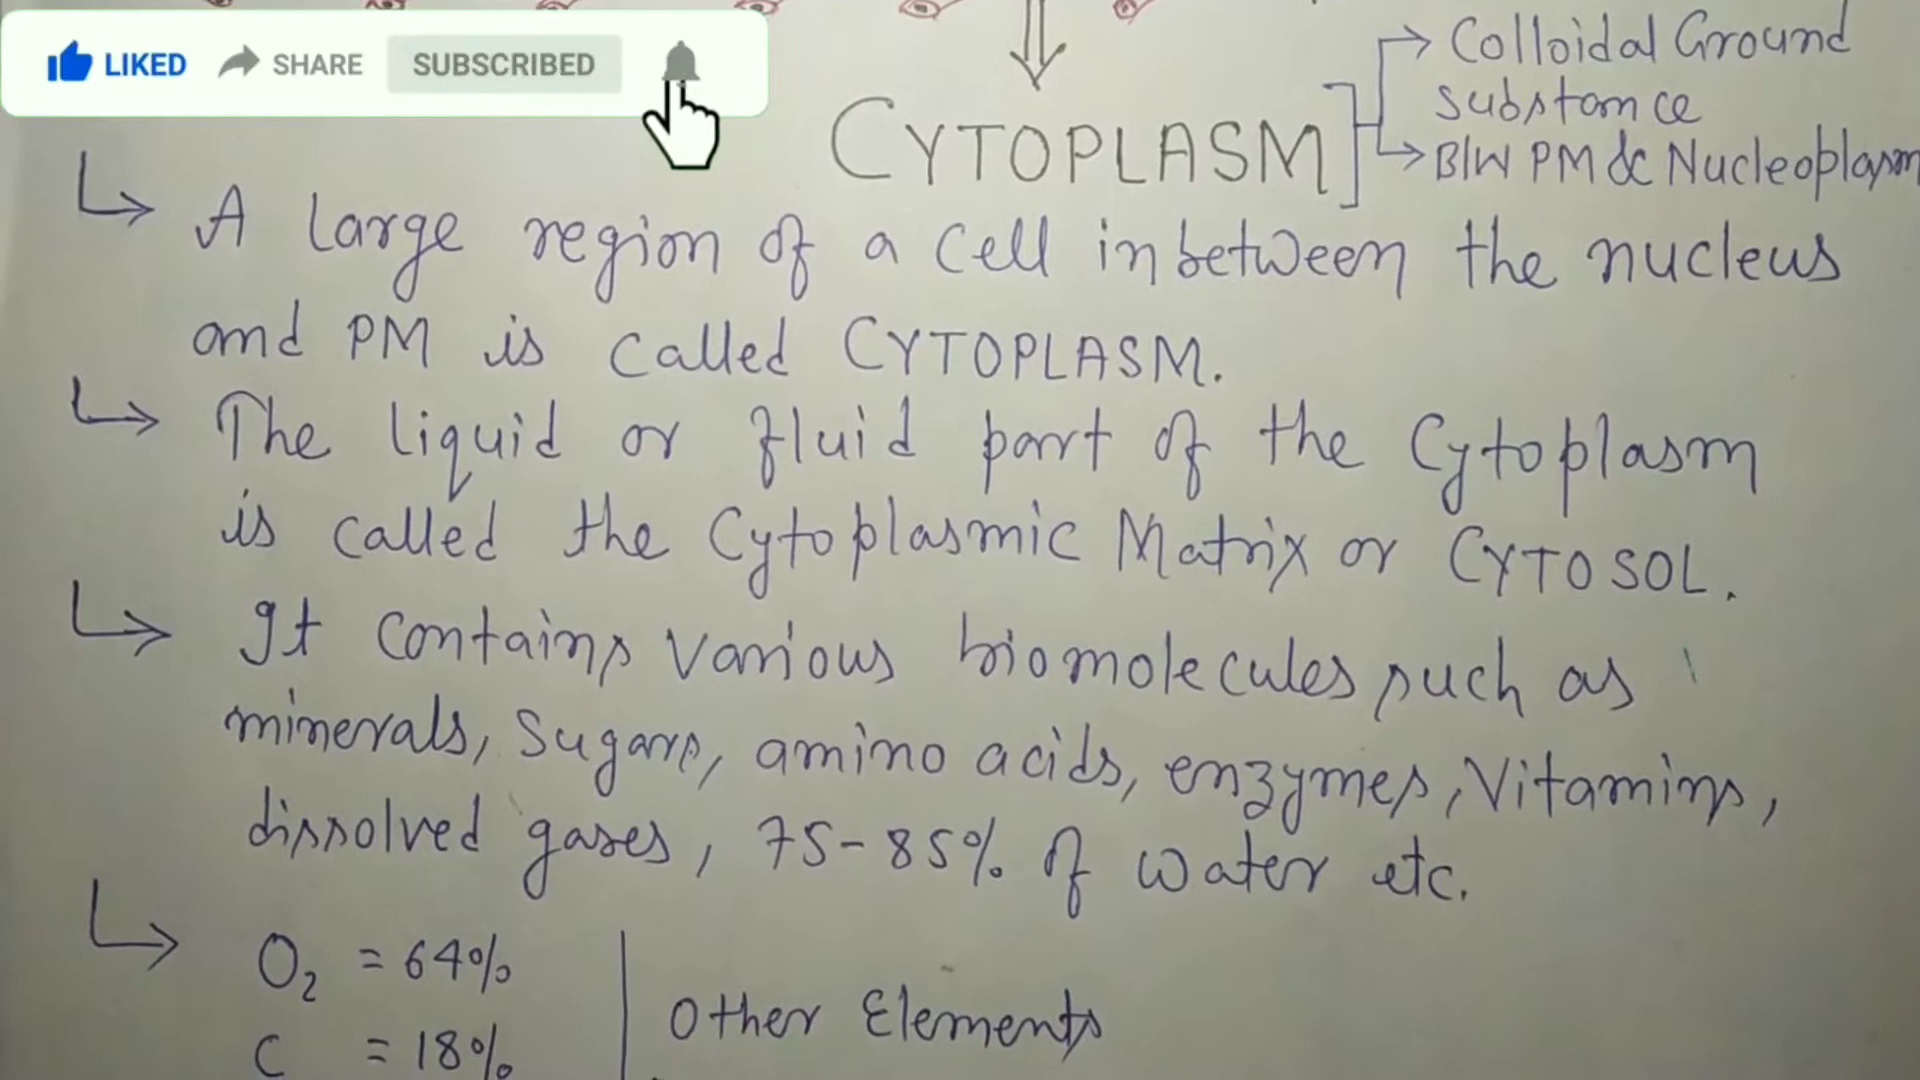 LIKED SHARE SUBSCRIBED
CYTOPLASM
Colloidal Ground
substance
B/W PM & Nucleoplasm
A large region of a cell inbetween the nucleus
and PM is called CYTOPLASM.
The liquid or fluid part of the Cytoplasm
is called the Cytoplasmic Matrix or CYTOSOL.
It contains various biomolecules such as
minerals, sugars, amino acids, enzymes, Vitamins,
dissolved gases, 75-85% of water etc.
O₂ = 64%
C = 18%
Other Elements